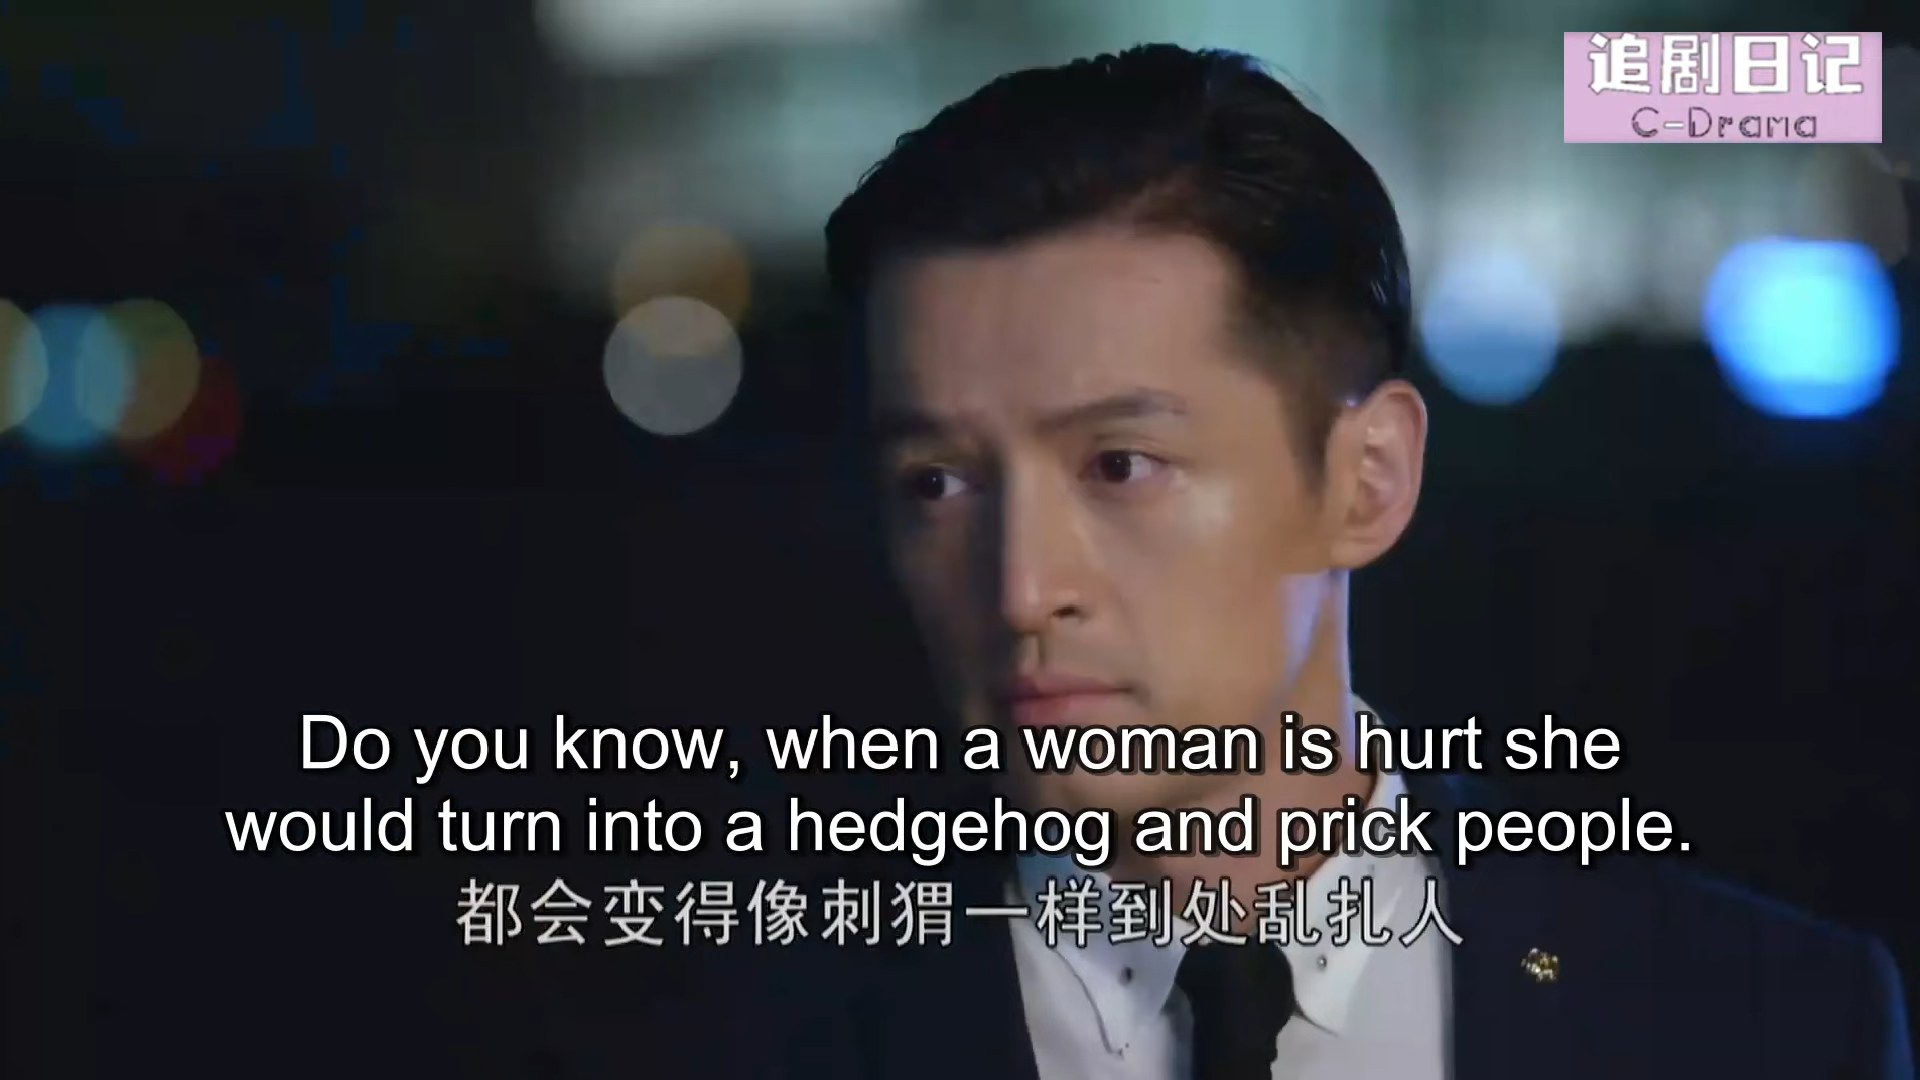 追剧日记
C-Drama
Do you know, when a woman is hurt she
would turn into a hedgehog and prick people.
都会变得像刺猬一样到处乱扎人